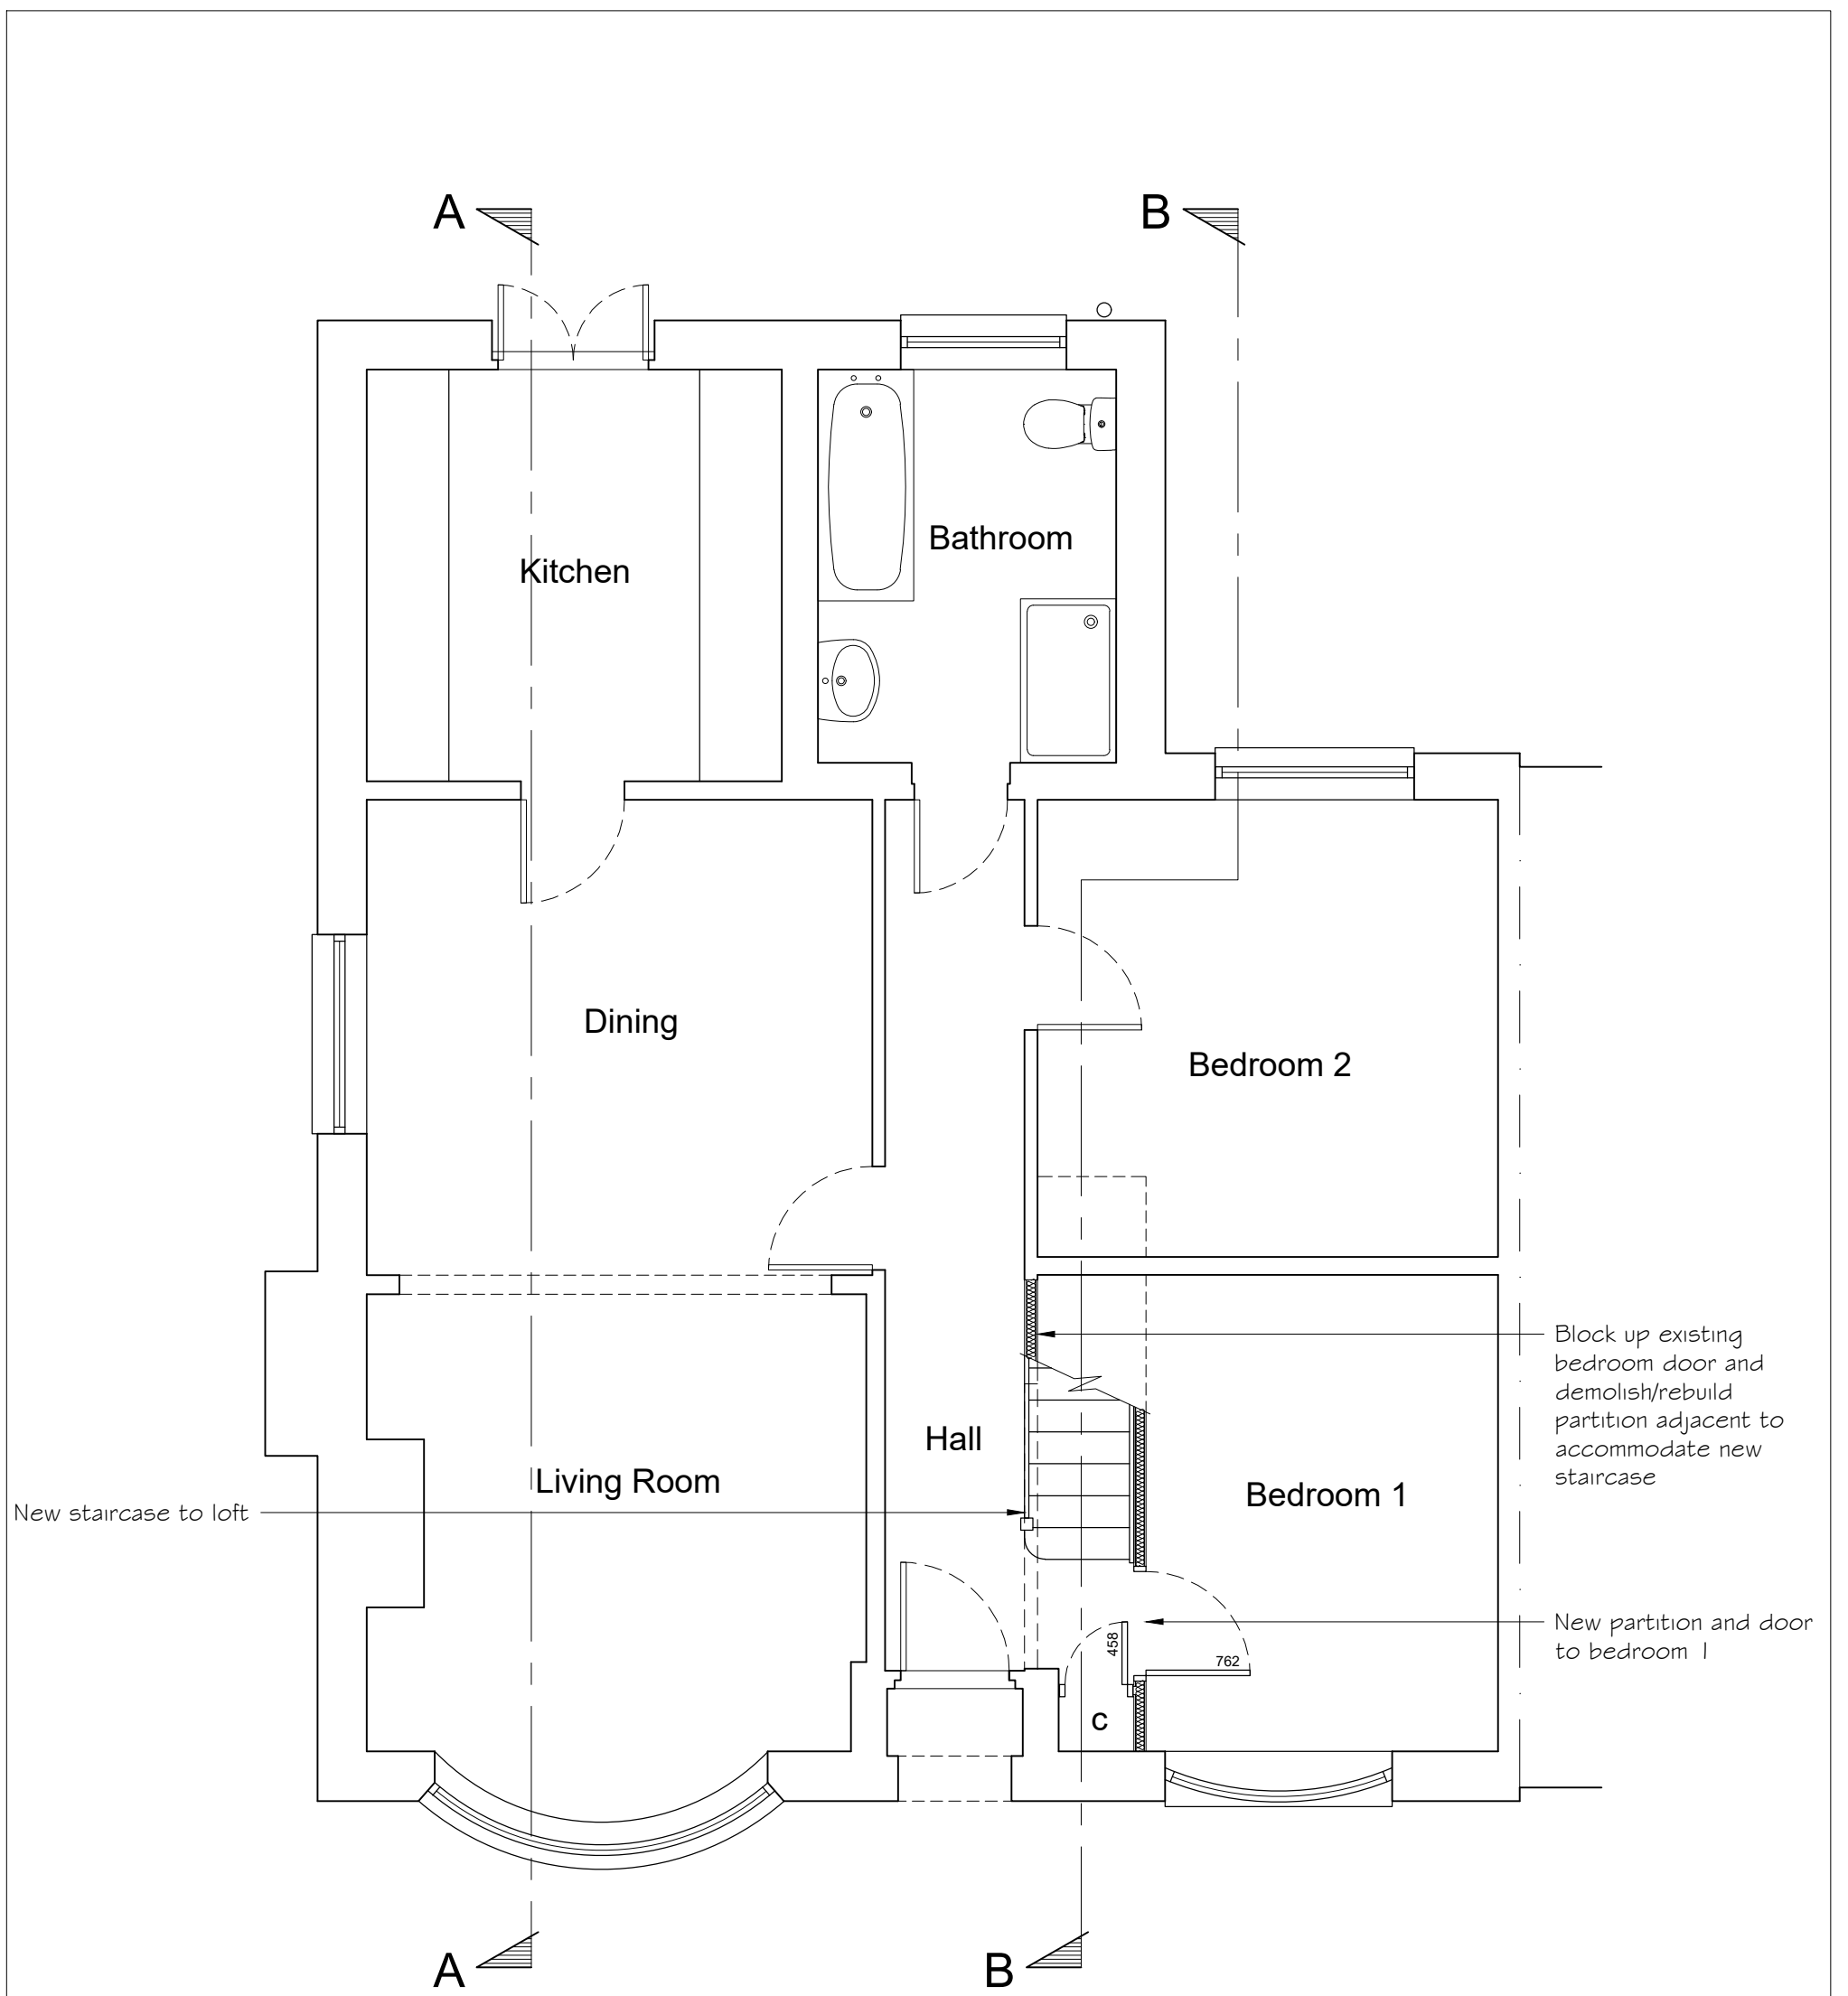 A
B
Kitchen
Bathroom
Dining
Bedroom 2
Block up existing
bedroom door and
demolish/rebuild
partition adjacent to
accommodate new
staircase
Hall
Living Room
Bedroom 1
New staircase to loft
New partition and door
to bedroom 1
458
762
c
A
B